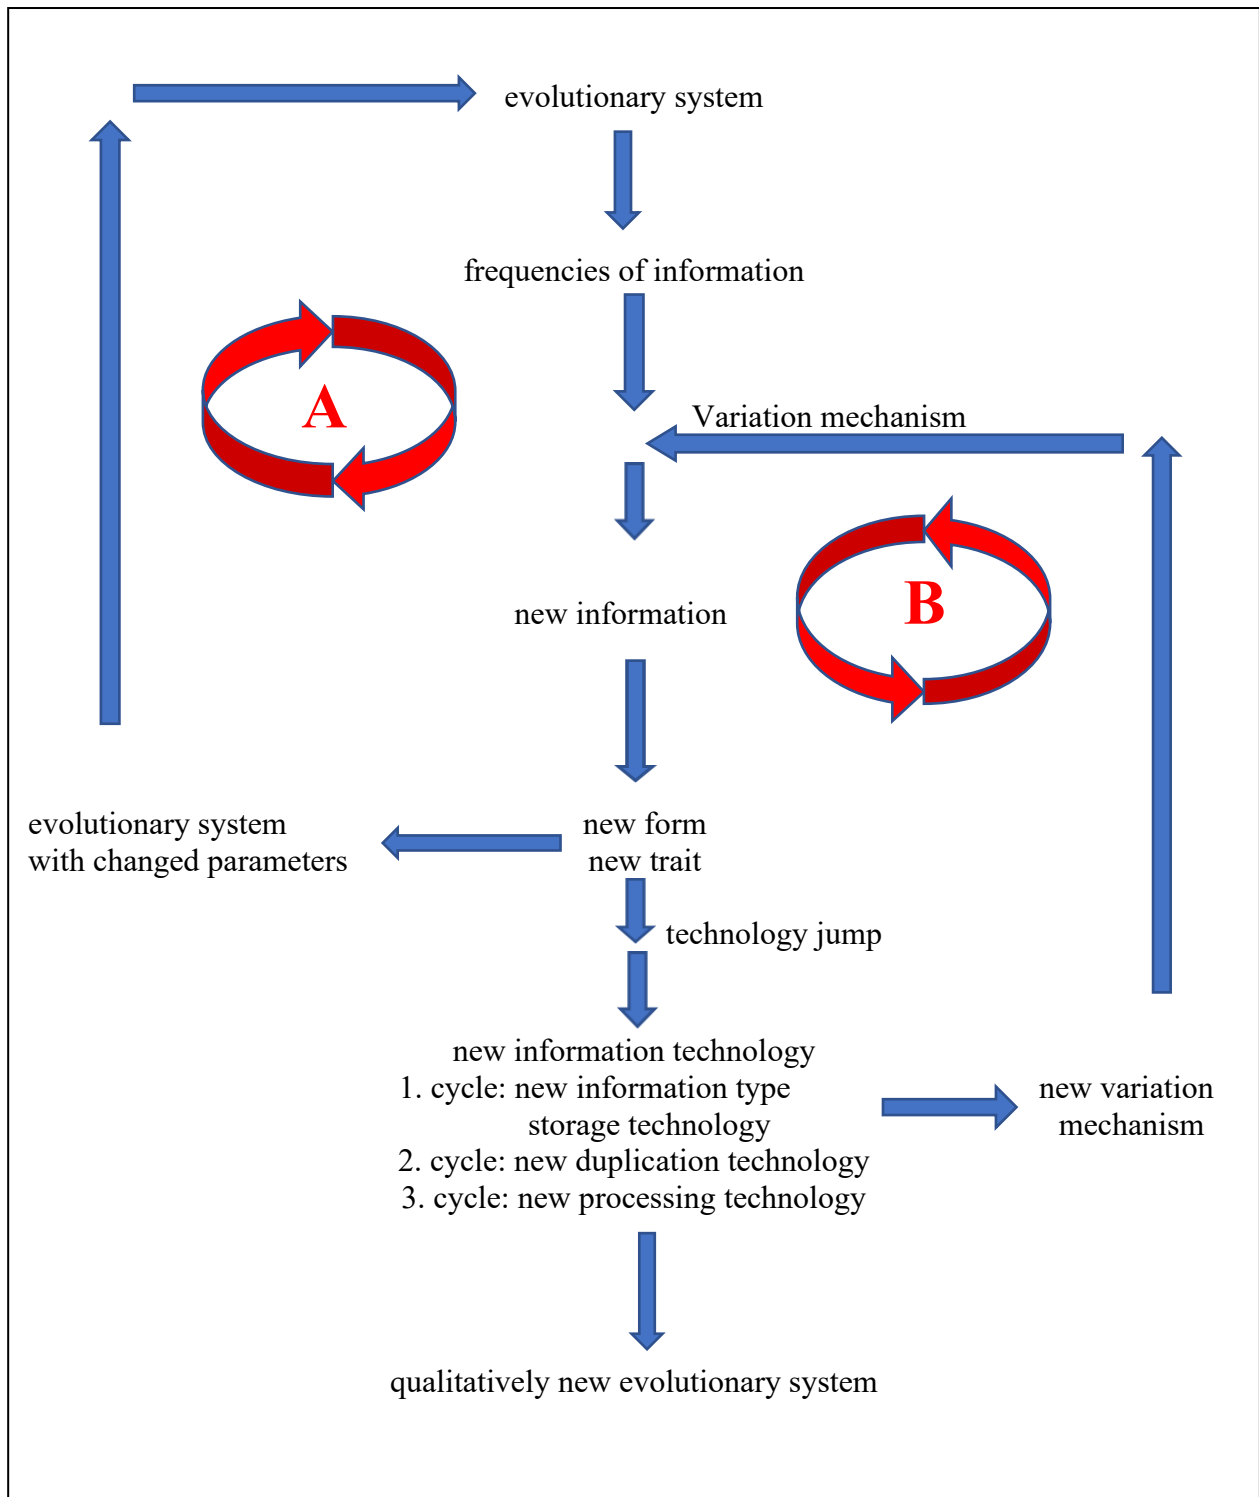 evolutionary system
frequencies of information
A
Variation mechanism
B
new information
evolutionary system
with changed parameters
new form
new trait
technology jump
new information technology
1. cycle: new information type
storage technology
2. cycle: new duplication technology
3. cycle: new processing technology
new variation
mechanism
qualitatively new evolutionary system